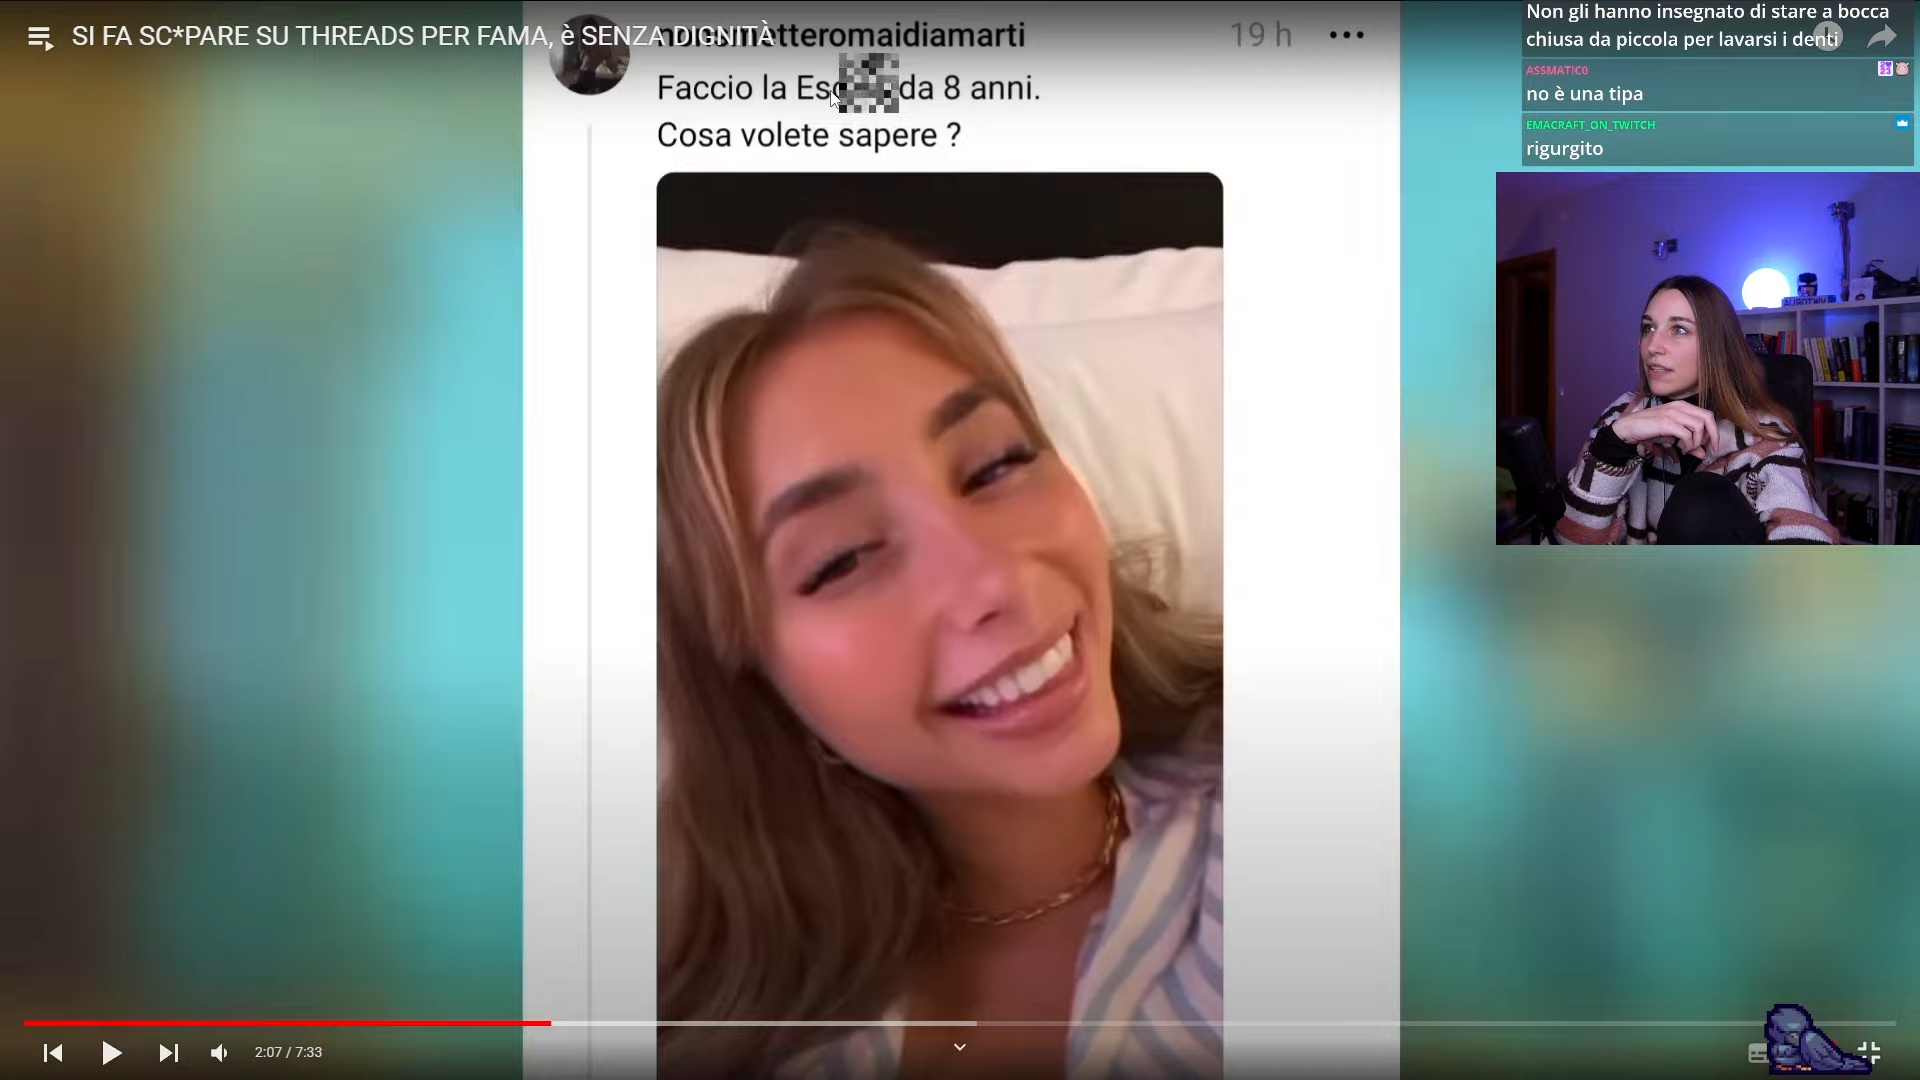 SI FA SC*PARE SU THREADS PER FAMA, è SENZA DIGNITÀ
19 h
Faccio la da 8 anni.
Cosa volete sapere ?
Non gli hanno insegnato di stare a bocca
chiusa da piccola per lavarsi i denti
ASSMATIC0
no è una tipa
EMACRAFT_ON_TWITCH
rigurgito
2:07 / 7:33